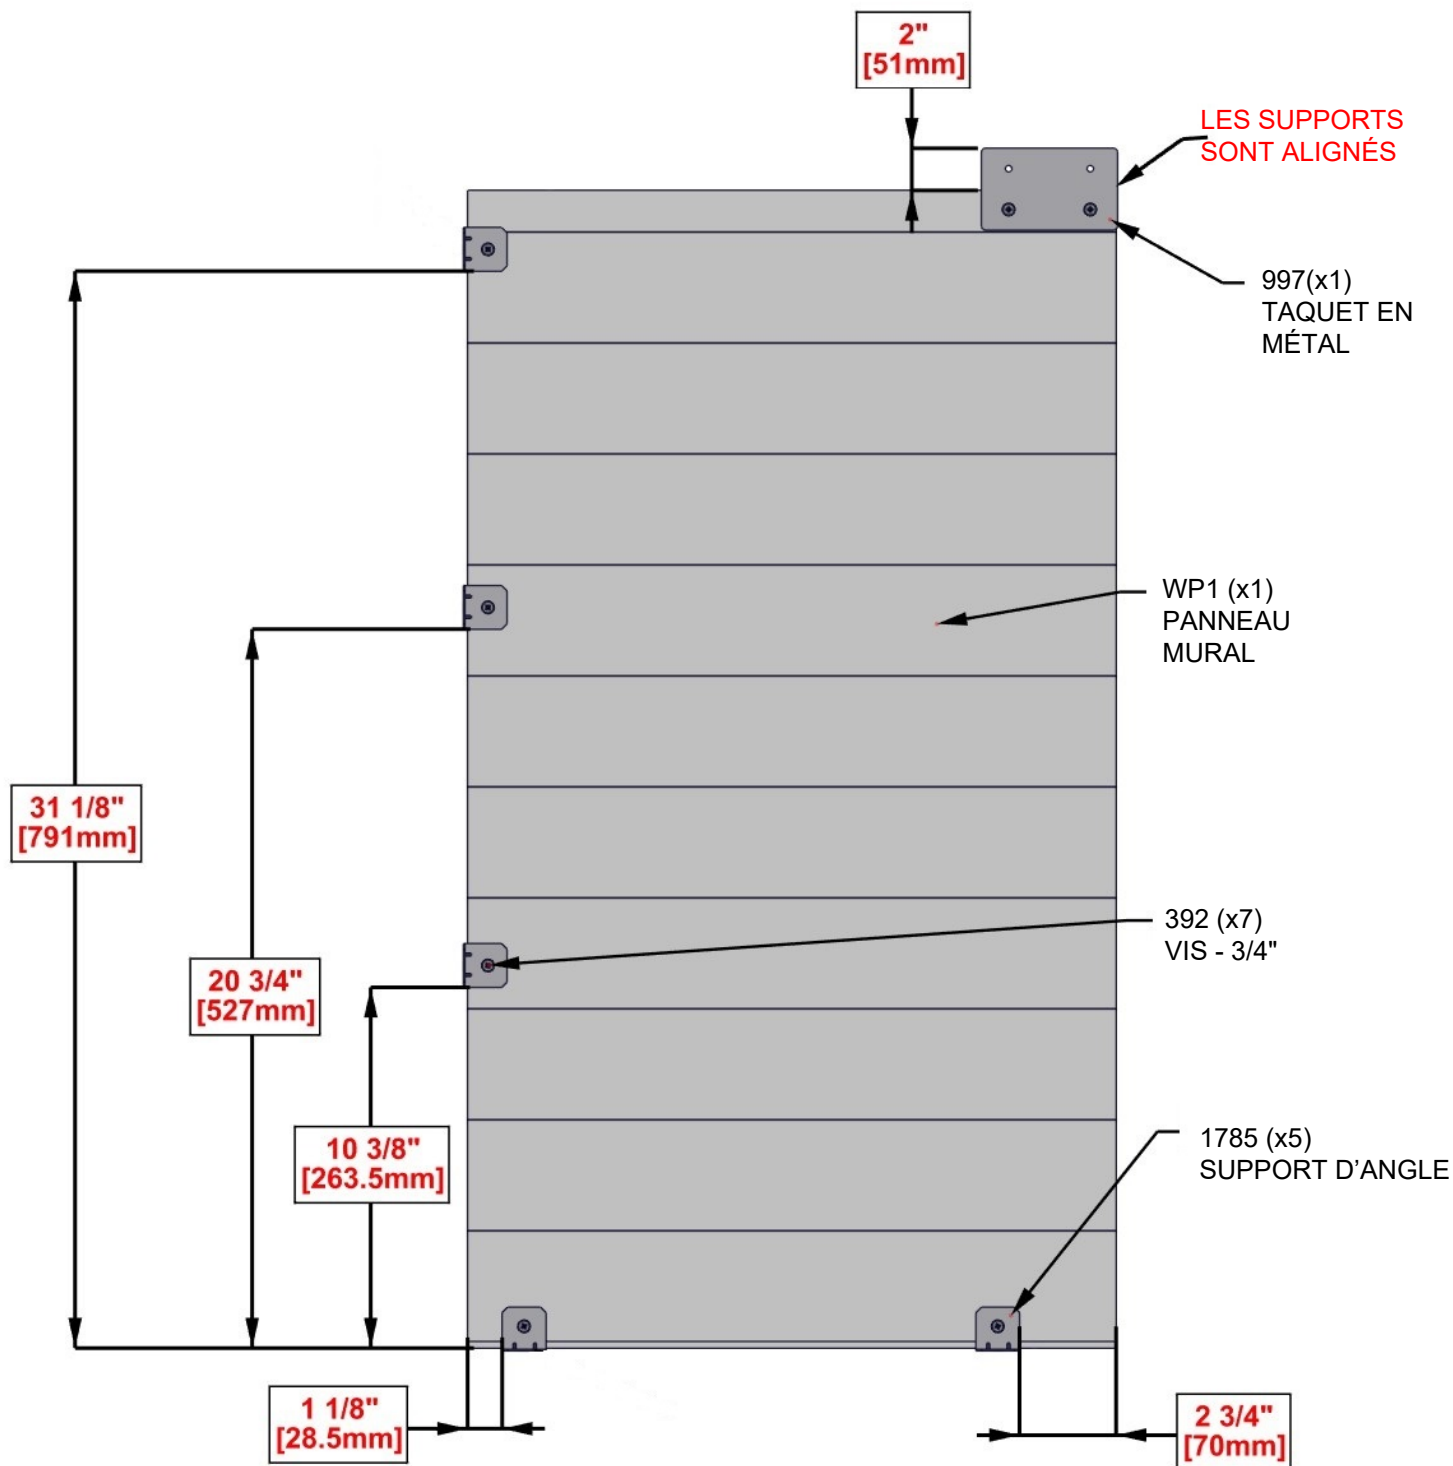 2"
[51mm]
LES SUPPORTS
SONT ALIGNÉS
997(x1)
TAQUET EN
MÉTAL
WP1 (x1)
PANNEAU
MURAL
31 1/8"
[791mm]
392 (x7)
VIS - 3/4"
20 3/4"
[527mm]
10 3/8"
[263.5mm]
1785 (x5)
SUPPORT D’ANGLE
1 1/8"
[28.5mm]
2 3/4"
[70mm]